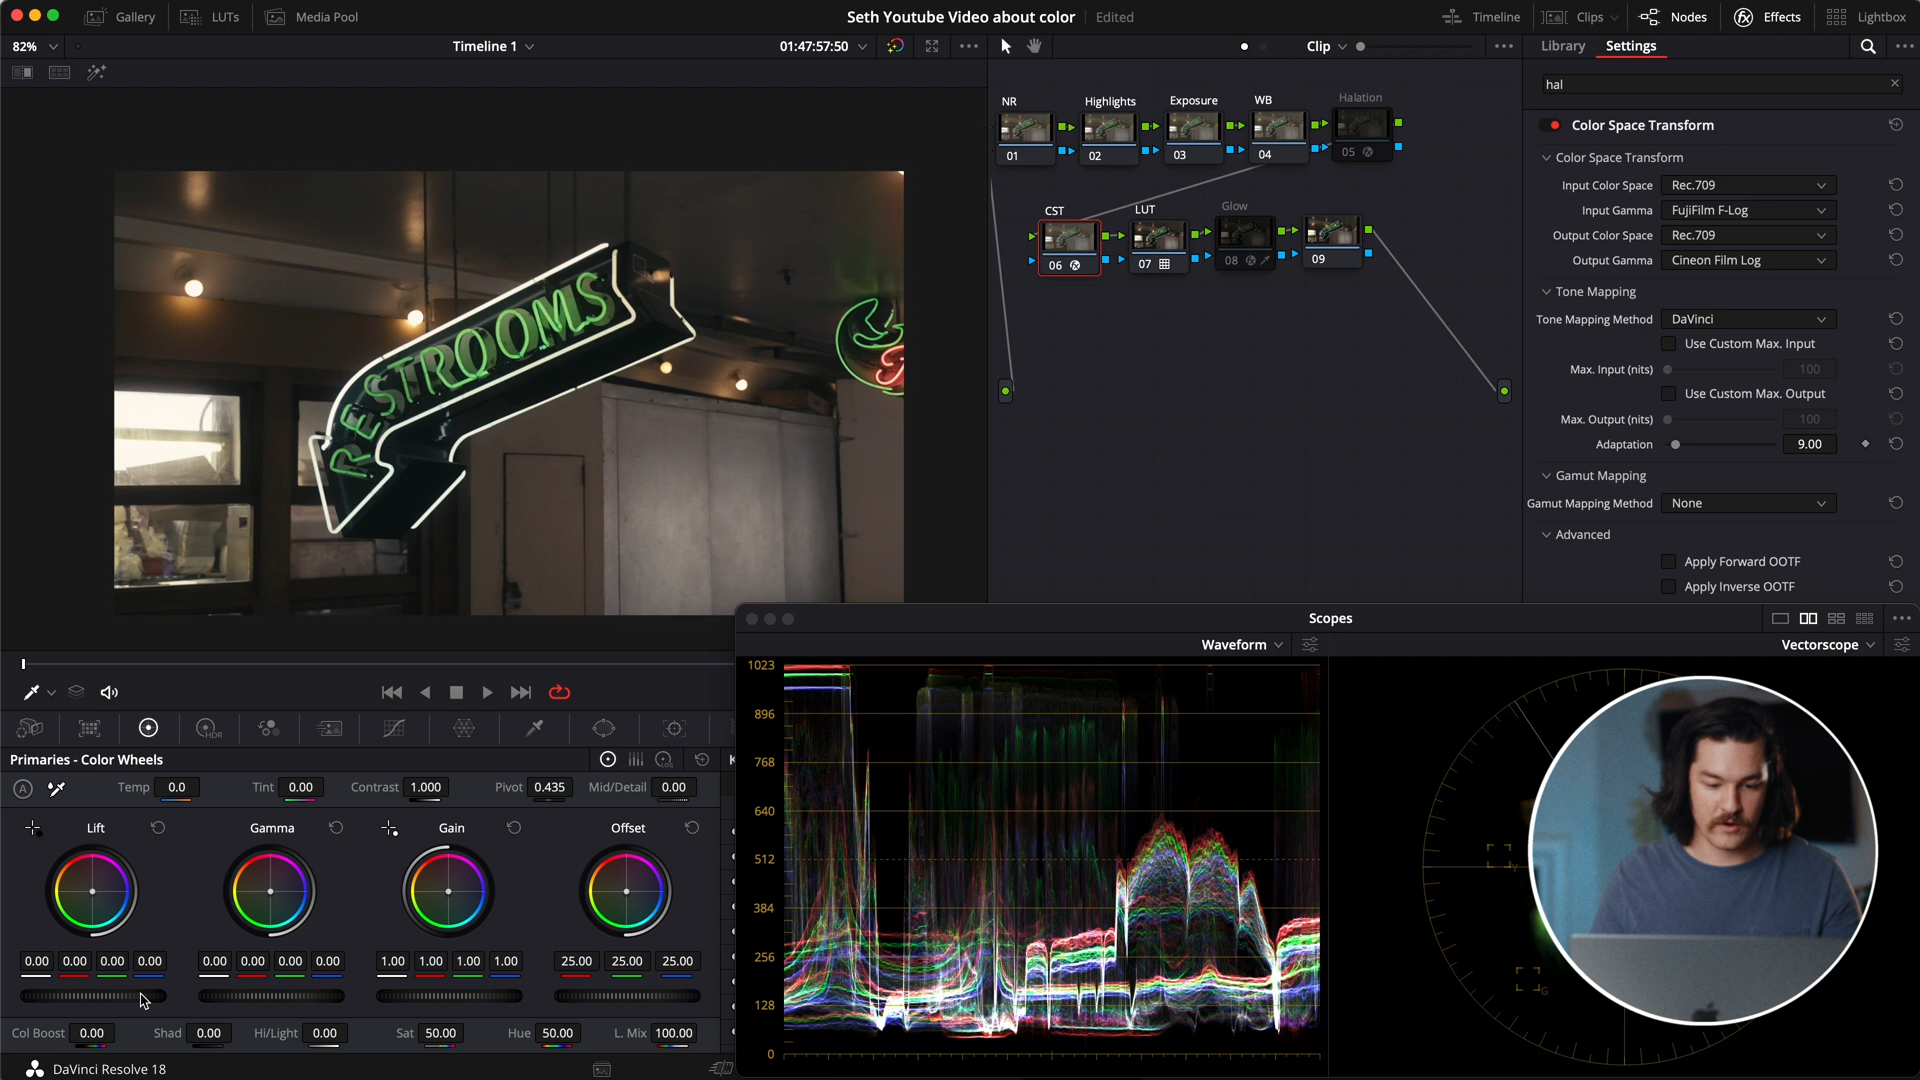 Gallery LUTs Media Pool Seth Youtube Video about color Edited Timeline Clips Nodes Effects Lightbox
82% Timeline 1 01:47:57:50 Clip Library Settings
hal
Color Space Transform
Color Space Transform
Input Color Space Rec.709
Input Gamma FujiFilm F-Log
Output Color Space Rec.709
Output Gamma Cineon Film Log
Tone Mapping
Tone Mapping Method DaVinci
Use Custom Max. Input
Max. Input (nits) 100
Use Custom Max. Output
Max. Output (nits) 100
Adaptation 9.00
Gamut Mapping
Gamut Mapping Method None
Advanced
Apply Forward OOTF
Apply Inverse OOTF
NR Highlights Exposure WB Halation
01 02 03 04 05
CST LUT Glow
06 07 08 09
RESTROOMS
Scopes
Waveform Vectorscope
1023
896
768
640
512
384
256
128
0
G
HDR
LOG
Primaries - Color Wheels
A Temp 0.0 Tint 0.00 Contrast 1.000 Pivot 0.435 Mid/Detail 0.00
Lift Gamma Gain Offset
0.00 0.00 0.00 0.00 0.00 0.00 0.00 0.00 1.00 1.00 1.00 1.00 25.00 25.00 25.00
Col Boost 0.00 Shad 0.00 Hi/Light 0.00 Sat 50.00 Hue 50.00 L. Mix 100.00
DaVinci Resolve 18